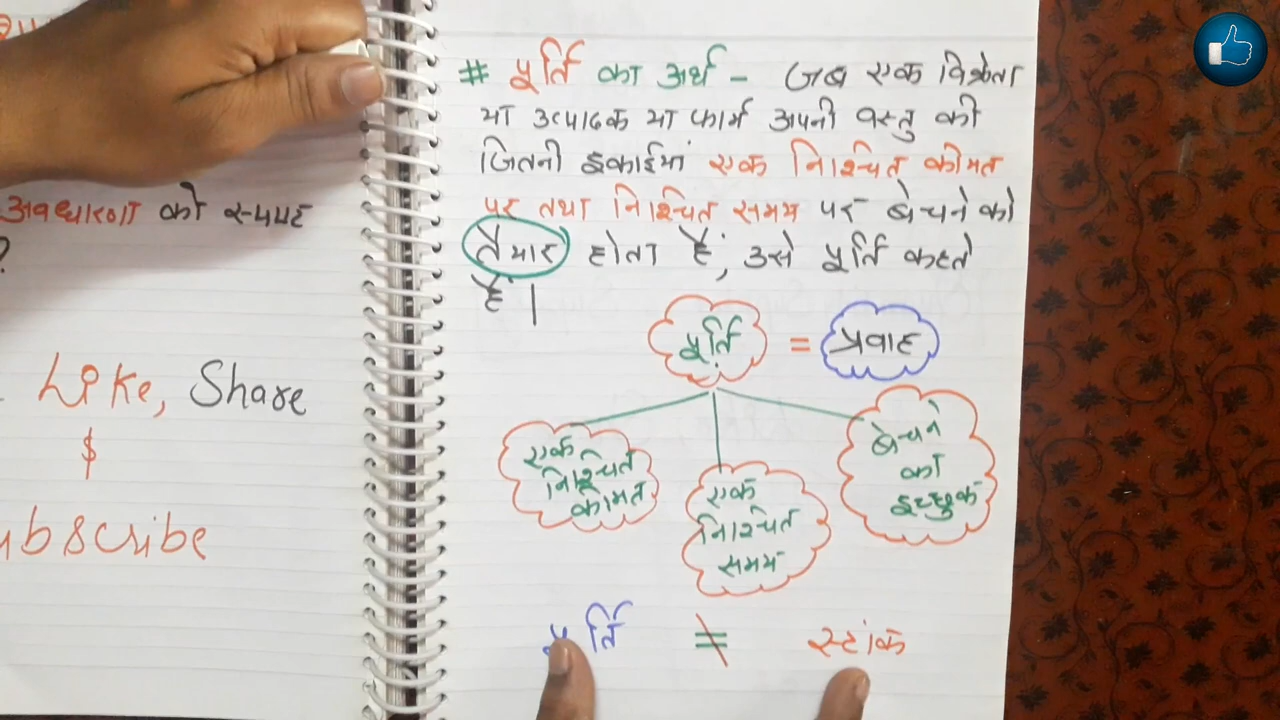 अवधारणा को स्पष्ट
?
Like, Share
$
ubscribe
# पूर्ति का अर्थ - जब एक विक्रेता
या उत्पादक या फार्म अपनी वस्तु की
जितनी इकाईयां एक निश्चित कीमत
पर तथा निश्चित समय पर बेचने को
तैयार होता है, उसे पूर्ति कहते
हैं।
पूर्ति = प्रवाह
एक
निश्चित
कीमत
एक
निश्चित
समय
बेचने
का
इच्छुक
पूर्ति ≠ स्टांक